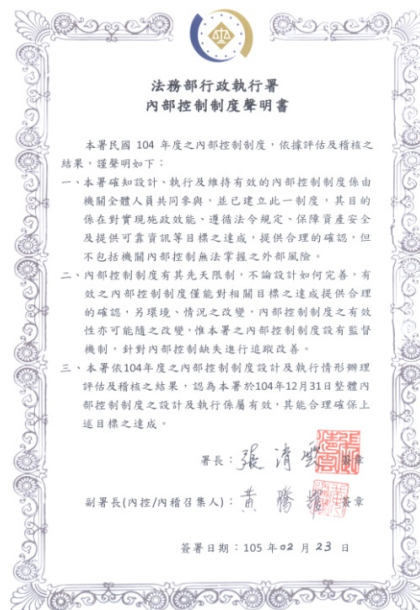 法務部行政執行署
內部控制制度聲明書
本署民國 104 年度之內部控制制度，依據評估及稽核之
結果，謹聲明如下：
一、本署確知設計、執行及維持有效的內部控制制度係由
機關全體人員共同參與，並已建立此一制度，其目的
係在對實現施政效能、遵循法令規定、保障資產安全
及提供可靠資訊等目標之達成，提供合理的確認，但
不包括機關內部控制無法掌握之外部風險。
二、內部控制制度有其先天限制，不論設計如何完善，有
效之內部控制制度僅能對相關目標之達成提供合理
的確認，另環境、情況之改變，內部控制制度之有效
性亦可能隨之改變，惟本署之內部控制制度設有監督
機制，針對內部控制缺失進行追蹤改善。
三、本署依104年度之內部控制制度設計及執行情形辦理
評估及稽核之結果，認為本署於104年12月31日整體內
部控制制度之設計及執行係屬有效，其能合理確保上
述目標之達成。
署長：張清雲 簽章
副署長(內控/內稽召集人)：黃騰耀 簽章
簽署日期：105 年 02 月 23 日